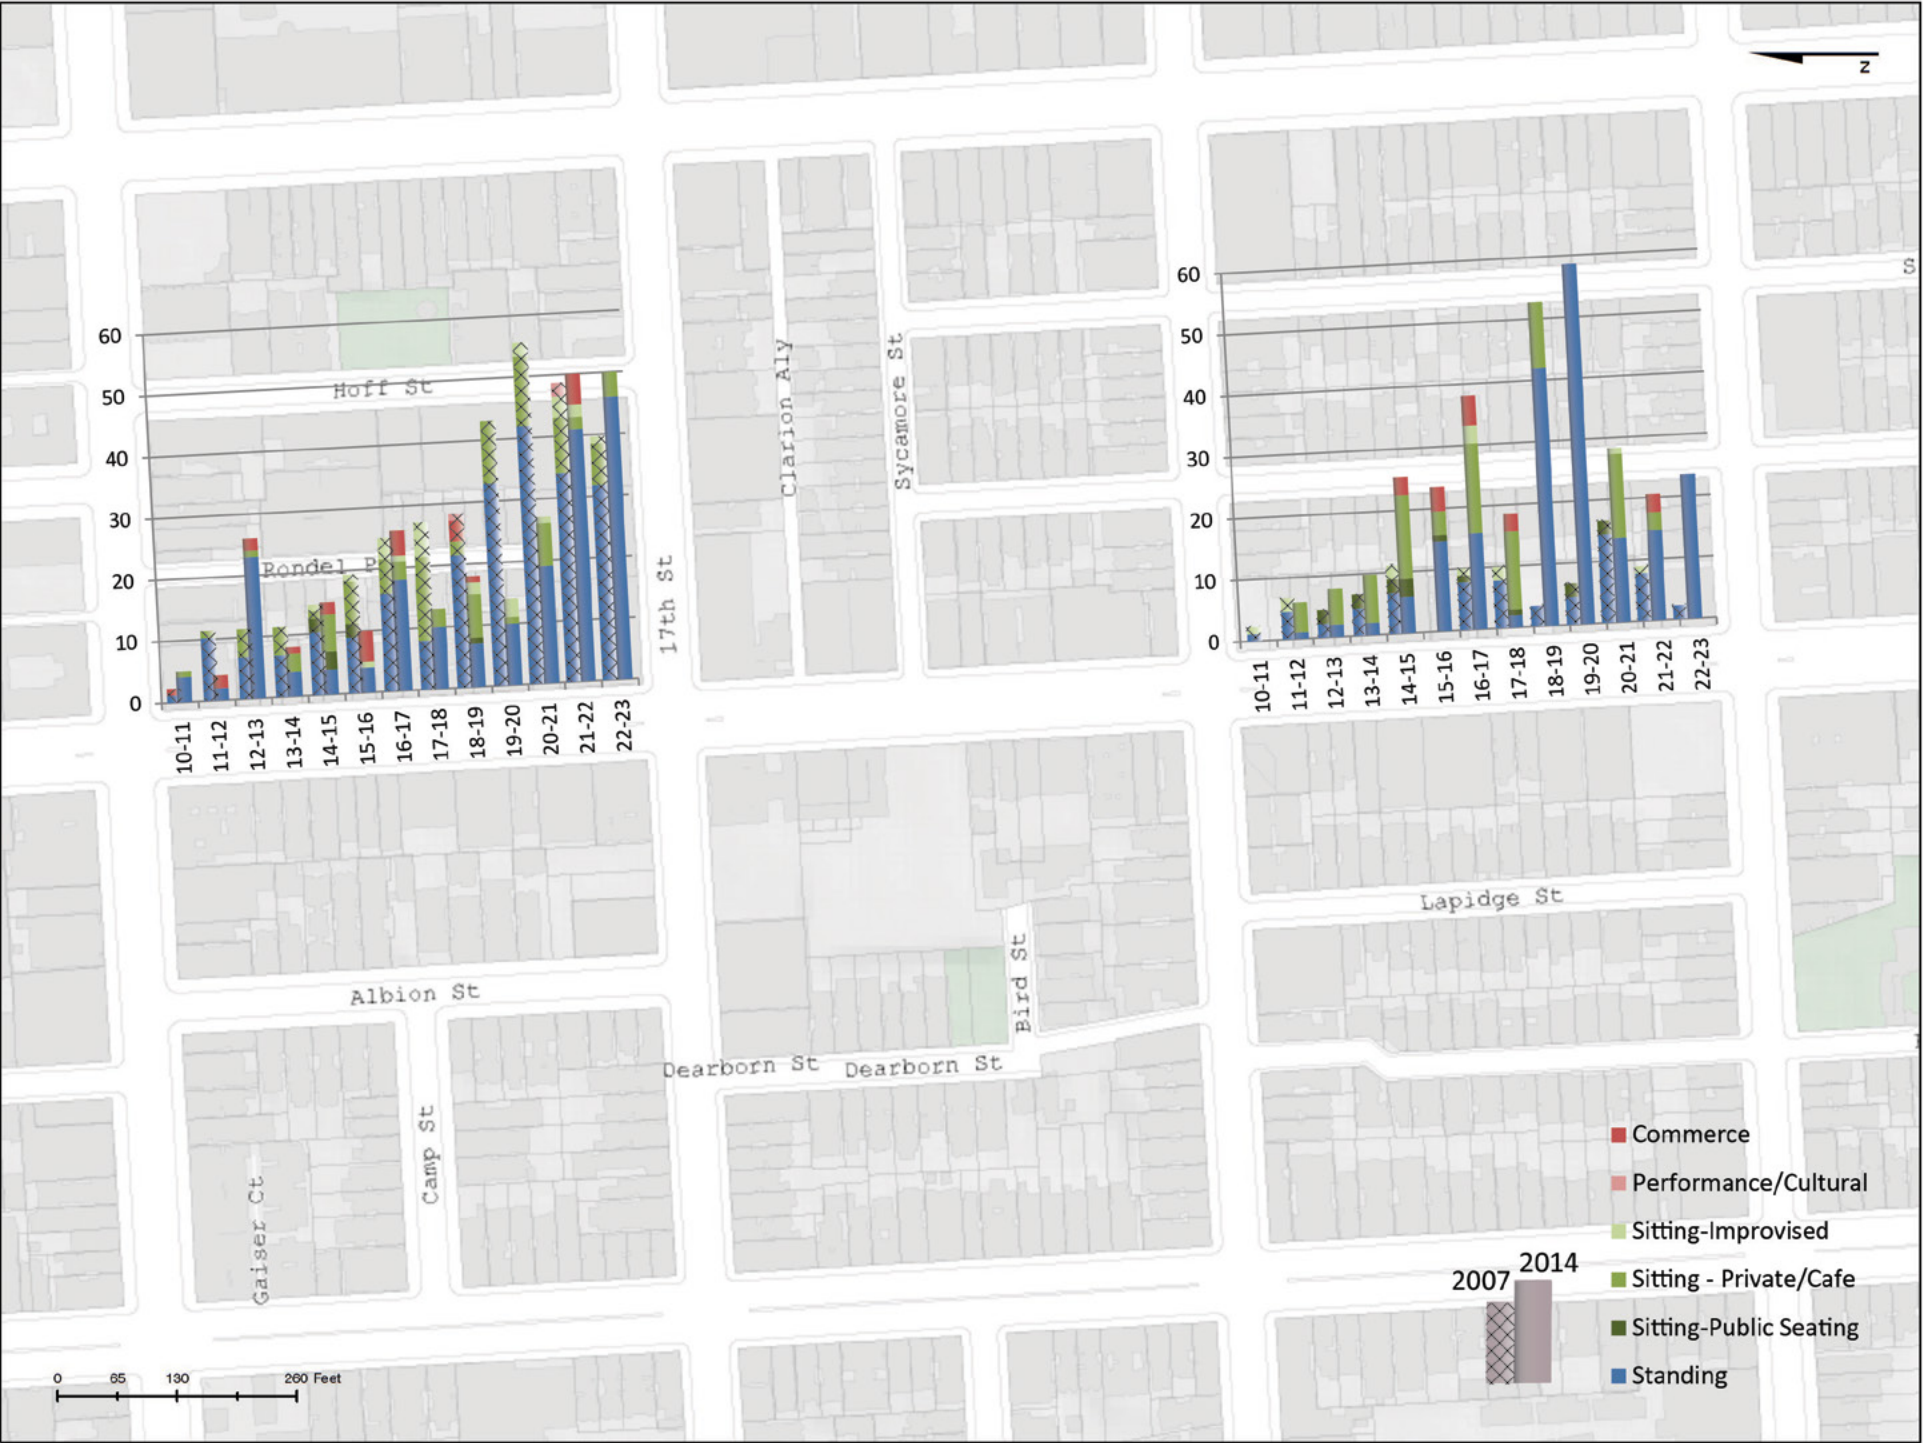 z
S
60
50
40
30
20
10
0
10-11
11-12
12-13
13-14
14-15
15-16
16-17
17-18
18-19
19-20
20-21
21-22
22-23
60
50
40
30
20
10
0
10-11
11-12
12-13
13-14
14-15
15-16
16-17
17-18
18-19
19-20
20-21
21-22
22-23
Hoff St
Rondel P
17th St
Clarion Aly
Sycamore St
Lapidge St
Albion St
Bird St
Dearborn St
Dearborn St
Camp St
Gaiser Ct
Commerce
Performance/Cultural
Sitting-Improvised
Sitting - Private/Cafe
Sitting-Public Seating
Standing
2007
2014
0 65 130 260 Feet